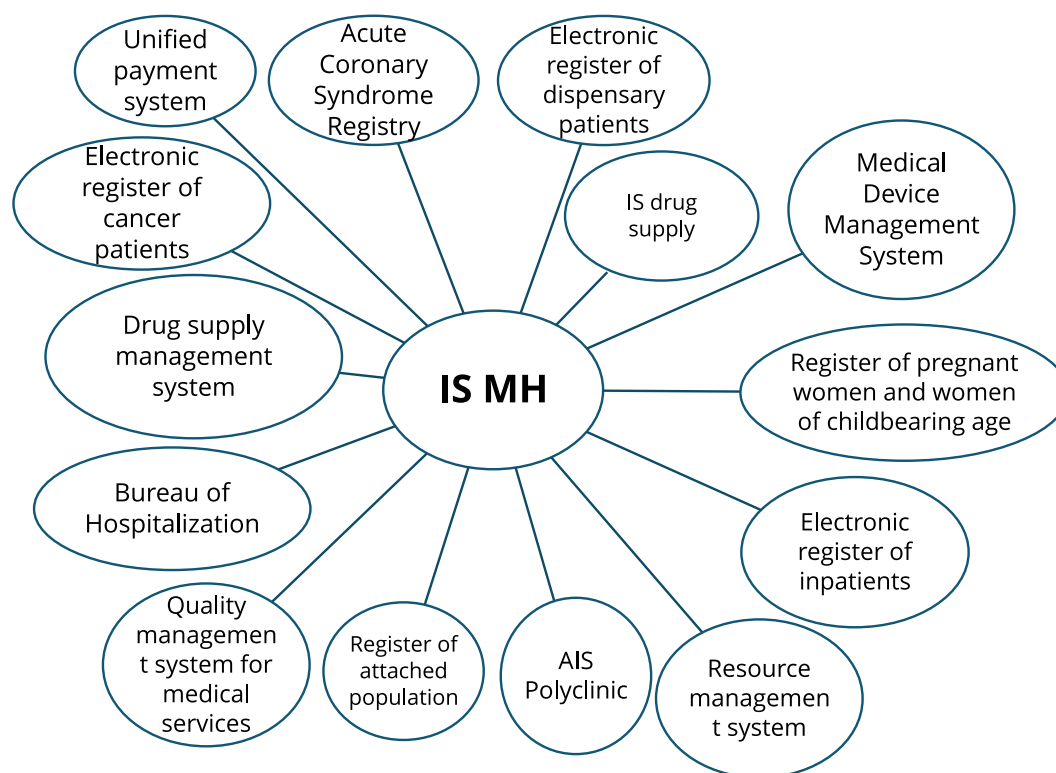 Unified
payment
system
Acute
Coronary
Syndrome
Registry
Electronic
register of
dispensary
patients
Electronic
register of
cancer
patients
IS drug
supply
Medical
Device
Management
System
Drug supply
management
system
IS MH
Register of pregnant
women and women
of childbearing age
Bureau of
Hospitalization
Electronic
register of
inpatients
Quality
managemen
t system for
medical
services
Register of
attached
population
AIS
Polyclinic
Resource
managemen
t system